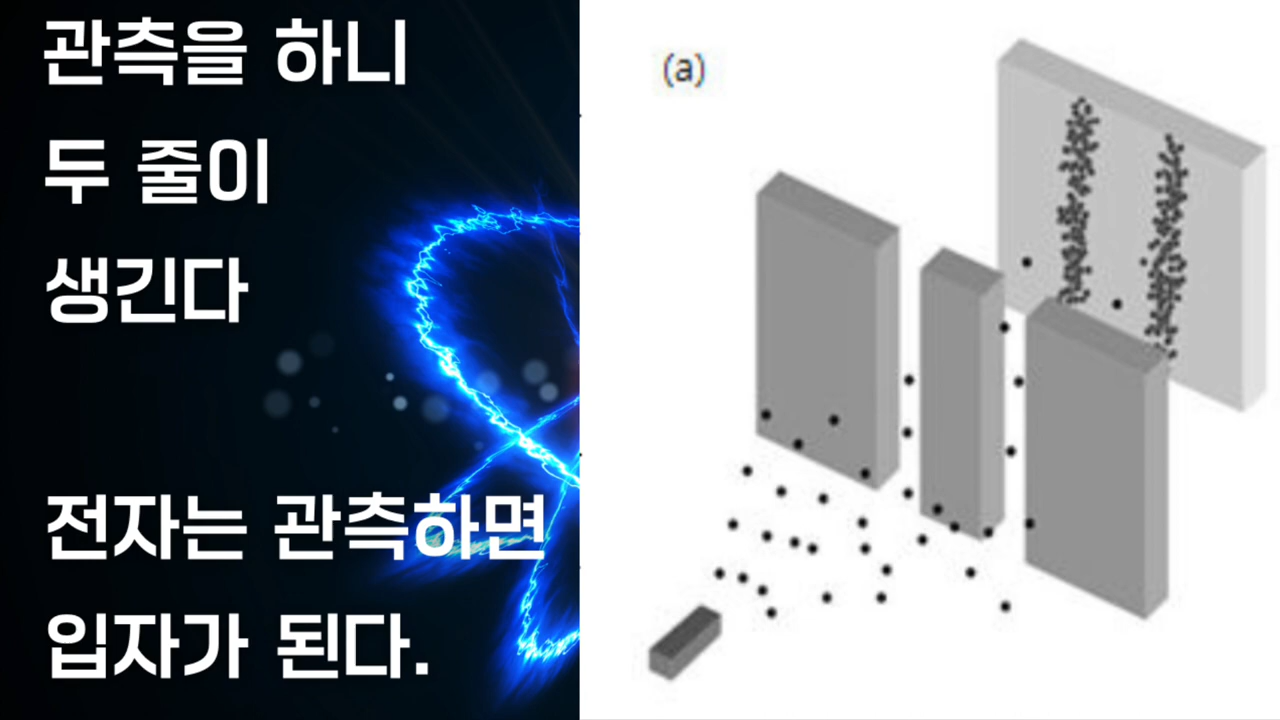 관측을 하니
두 줄이
생긴다
전자는 관측하면
입자가 된다.
(a)